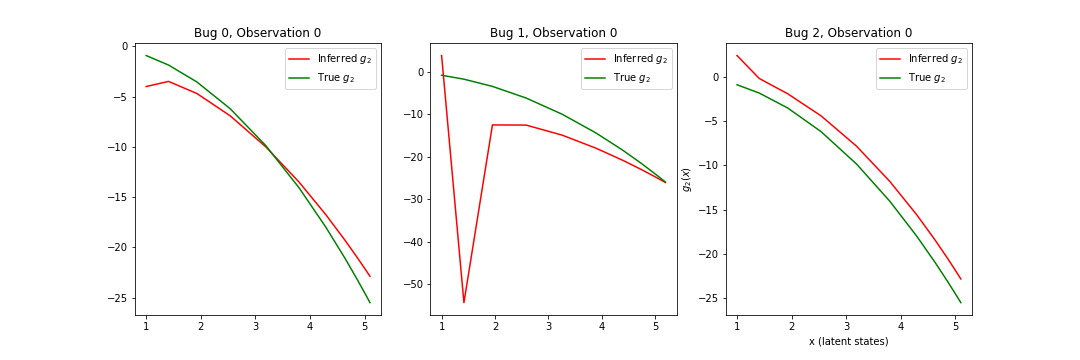 Bug 0, Observation 0
Inferred g₂
True g₂
0
−5
−10
−15
−20
−25
1 2 3 4 5
Bug 1, Observation 0
Inferred g₂
True g₂
0
−10
−20
−30
−40
−50
1 2 3 4 5
Bug 2, Observation 0
Inferred g₂
True g₂
g₂(x)
0
−5
−10
−15
−20
−25
1 2 3 4 5
x (latent states)